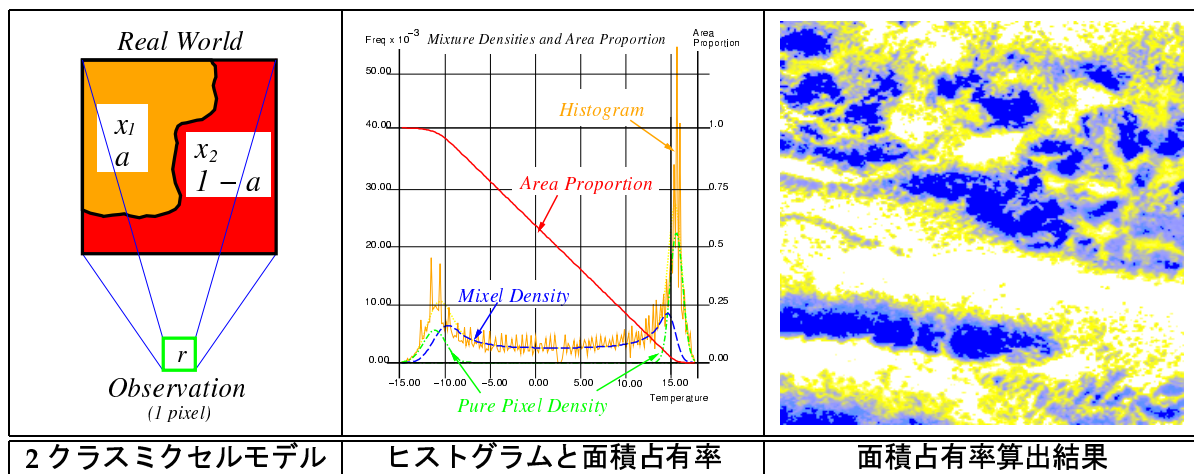 Real World
x1
a
x2
1 – a
r
Observation
(1 pixel)
2 クラスミクセルモデル
Freq x 10-3
Mixture Densities and Area Proportion
Area
Proportion
50.00
40.00
30.00
20.00
10.00
0.00
1.0
0.75
0.5
0.25
0.00
Histogram
Area Proportion
Mixel Density
Pure Pixel Density
-15.00
-10.00
-5.00
0.00
5.00
10.00
15.00
Temperature
ヒストグラムと面積占有率
面積占有率算出結果